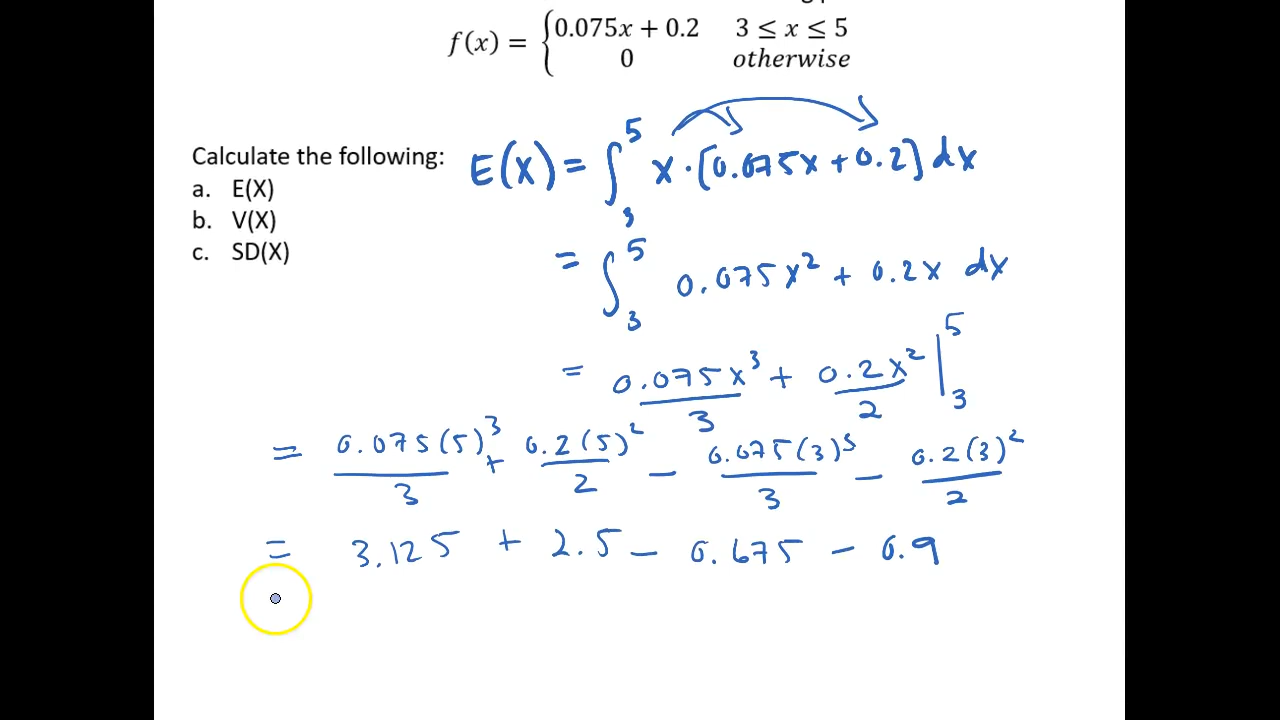 f(x) = {0.075x + 0.2 3 ≤ x ≤ 5
0 otherwise
Calculate the following:
a. E(X)
b. V(X)
c. SD(X)
E(X) = ∫₃⁵ x · [0.075x + 0.2] dx
= ∫₃⁵ 0.075x² + 0.2x dx
= 0.075x³/3 + 0.2x²/2 |₃⁵
= 0.075(5)³/3 + 0.2(5)²/2 − 0.075(3)³/3 − 0.2(3)²/2
= 3.125 + 2.5 − 0.675 − 0.9